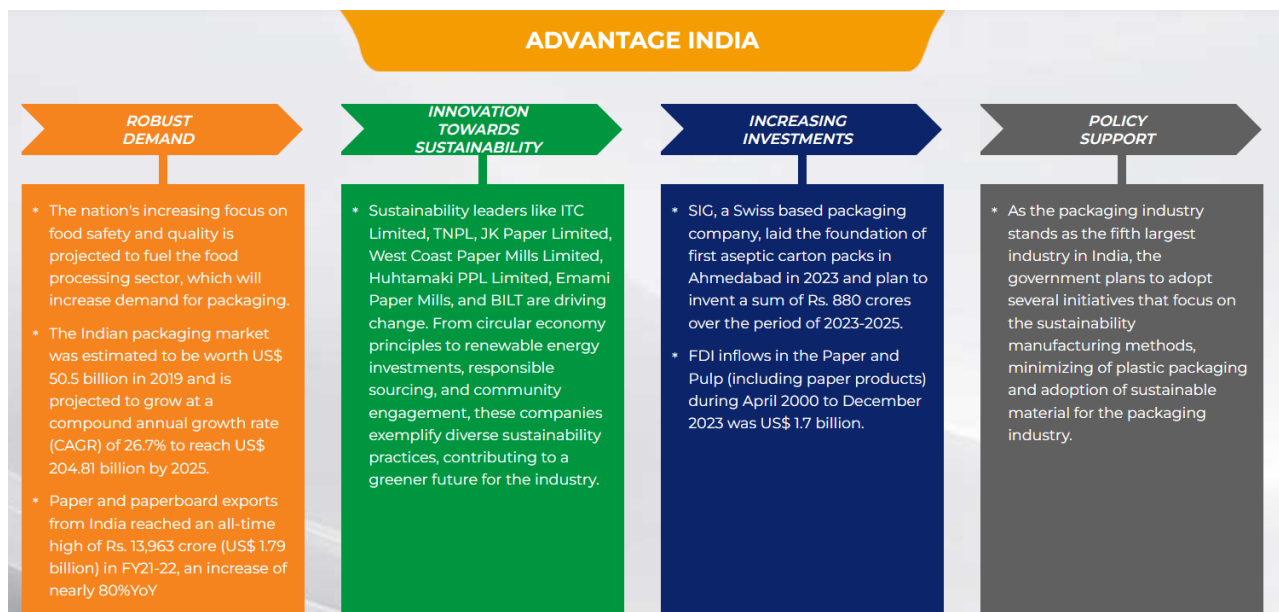 ADVANTAGE INDIA
ROBUST
DEMAND
* The nation's increasing focus on
food safety and quality is
projected to fuel the food
processing sector, which will
increase demand for packaging.
* The Indian packaging market
was estimated to be worth US$
50.5 billion in 2019 and is
projected to grow at a
compound annual growth rate
(CAGR) of 26.7% to reach US$
204.81 billion by 2025.
* Paper and paperboard exports
from India reached an all-time
high of Rs. 13,963 crore (US$ 1.79
billion) in FY21-22, an increase of
nearly 80%YoY
INNOVATION
TOWARDS
SUSTAINABILITY
* Sustainability leaders like ITC
Limited, TNPL, JK Paper Limited,
West Coast Paper Mills Limited,
Huhtamaki PPL Limited, Emami
Paper Mills, and BILT are driving
change. From circular economy
principles to renewable energy
investments, responsible
sourcing, and community
engagement, these companies
exemplify diverse sustainability
practices, contributing to a
greener future for the industry.
INCREASING
INVESTMENTS
* SIG, a Swiss based packaging
company, laid the foundation of
first aseptic carton packs in
Ahmedabad in 2023 and plan to
invent a sum of Rs. 880 crores
over the period of 2023-2025.
* FDI inflows in the Paper and
Pulp (including paper products)
during April 2000 to December
2023 was US$ 1.7 billion.
POLICY
SUPPORT
* As the packaging industry
stands as the fifth largest
industry in India, the
government plans to adopt
several initiatives that focus on
the sustainability
manufacturing methods,
minimizing of plastic packaging
and adoption of sustainable
material for the packaging
industry.